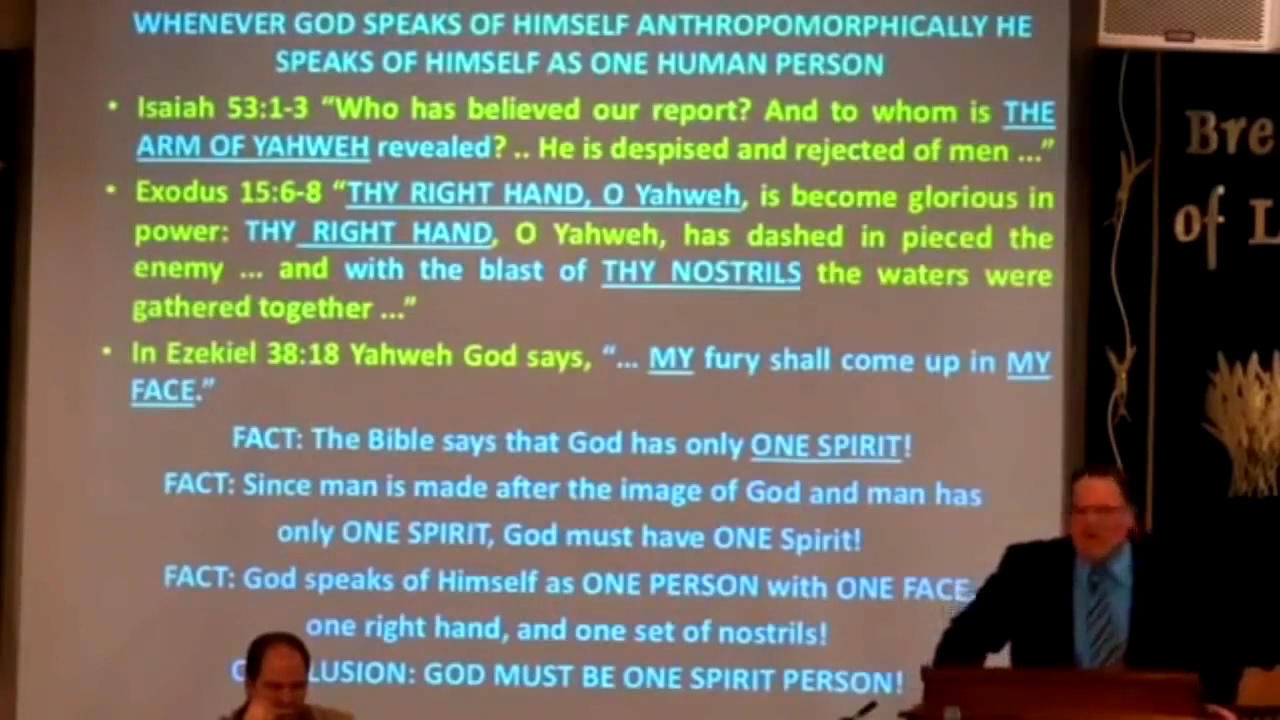 WHENEVER GOD SPEAKS OF HIMSELF ANTHROPOMORPHICALLY HE
SPEAKS OF HIMSELF AS ONE HUMAN PERSON
• Isaiah 53:1-3 “Who has believed our report? And to whom is THE
ARM OF YAHWEH revealed? .. He is despised and rejected of men ...”
• Exodus 15:6-8 “THY RIGHT HAND, O Yahweh, is become glorious in
power: THY RIGHT HAND, O Yahweh, has dashed in pieced the
enemy ... and with the blast of THY NOSTRILS the waters were
gathered together ...”
• In Ezekiel 38:18 Yahweh God says, “... MY fury shall come up in MY
FACE.”
FACT: The Bible says that God has only ONE SPIRIT!
FACT: Since man is made after the image of God and man has
only ONE SPIRIT, God must have ONE Spirit!
FACT: God speaks of Himself as ONE PERSON with ONE FACE
one right hand, and one set of nostrils!
C LUSION: GOD MUST BE ONE SPIRIT PERSON!
Bre
of L